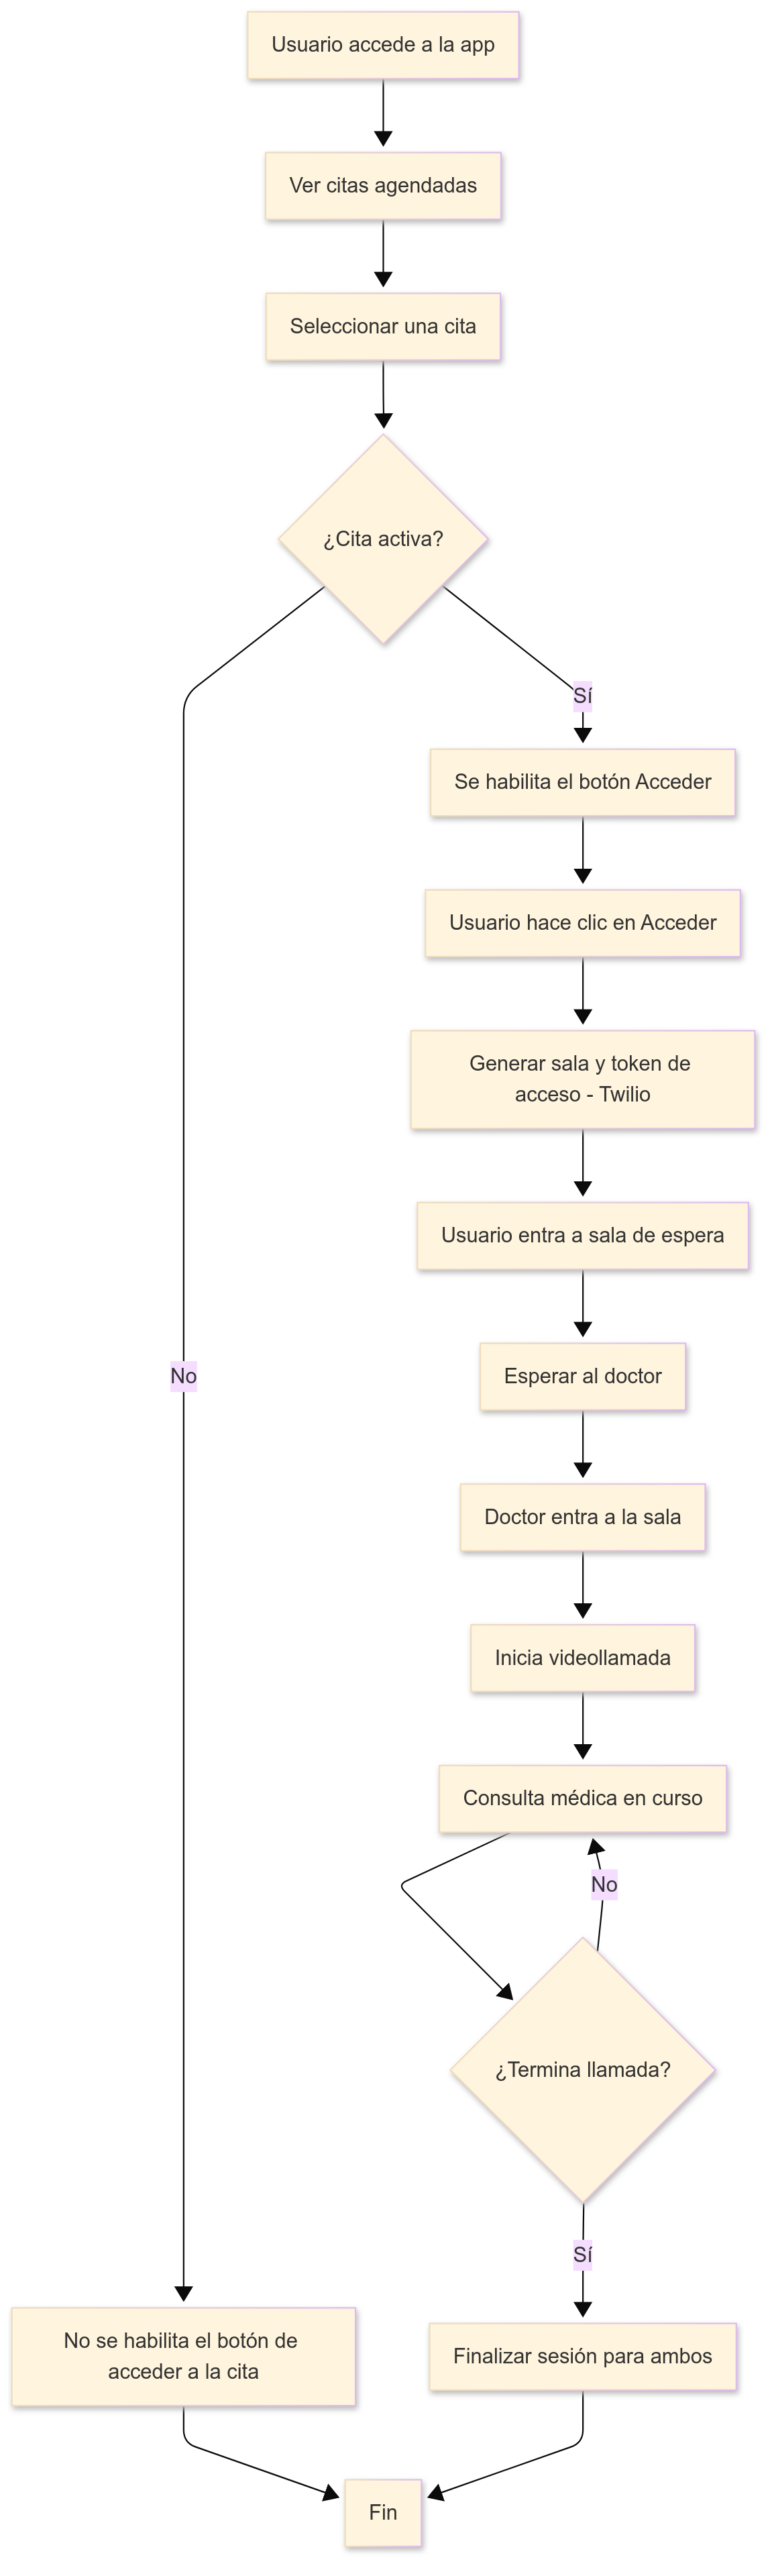 Usuario accede a la app
Ver citas agendadas
Seleccionar una cita
¿Cita activa?
Sí
Se habilita el botón Acceder
Usuario hace clic en Acceder
Generar sala y token de
acceso - Twilio
Usuario entra a sala de espera
No
Esperar al doctor
Doctor entra a la sala
Inicia videollamada
Consulta médica en curso
No
¿Termina llamada?
Sí
No se habilita el botón de
acceder a la cita
Finalizar sesión para ambos
Fin